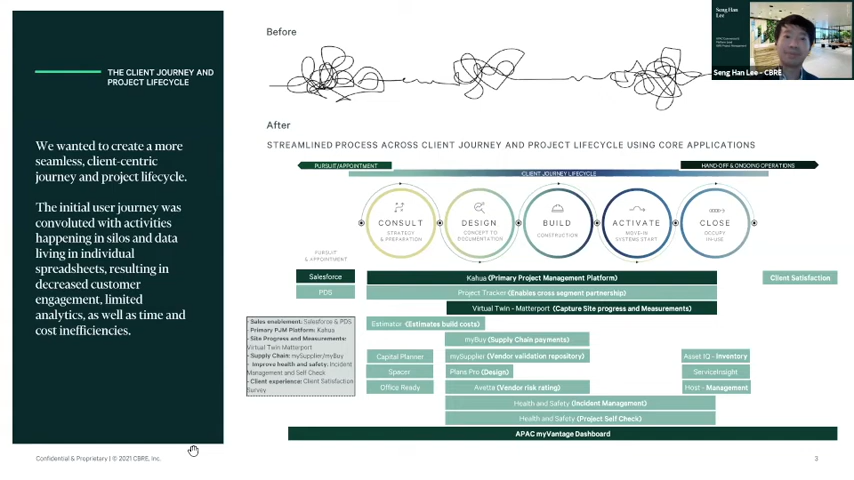 THE CLIENT JOURNEY AND
PROJECT LIFECYCLE
We wanted to create a more
seamless, client-centric
journey and project lifecycle.
The initial user journey was
convoluted with activities
happening in silos and data
living in individual
spreadsheets, resulting in
decreased customer
engagement, limited
analytics, as well as time and
cost inefficiencies.
Before
After
STREAMLINED PROCESS ACROSS CLIENT JOURNEY AND PROJECT LIFECYCLE USING CORE APPLICATIONS
PURSUIT/APPOINTMENT
HAND-OFF & ONGOING OPERATIONS
CLIENT JOURNEY LIFECYCLE
CONSULT
STRATEGY
& PREPARATION
DESIGN
CONCEPT TO
DOCUMENTATION
BUILD
CONSTRUCTION
ACTIVATE
MOVE-IN
SYSTEMS START
CLOSE
OCCUPY
IN-USE
PURSUIT
& APPOINTMENT
Salesforce
Kahua (Primary Project Management Platform)
Client Satisfaction
PDS
Project Tracker (Enables cross segment partnership)
Virtual Twin - Matterport (Capture Site progress and Measurements)
- Sales enablement: Salesforce & PDS
- Primary PJM Platform: Kahua
- Site Progress and Measurements:
Virtual Twin Matterport
- Supply Chain: mySupplier/myBuy
- Improve health and safety: Incident
Management and Self Check
- Client experience: Client Satisfaction
Survey
Estimator (Estimates build costs)
myBuy (Supply Chain payments)
Capital Planner
mySupplier (Vendor validation repository)
Asset IQ - Inventory
Spacer
Plans Pro (Design)
ServiceInsight
Office Ready
Avetta (Vendor risk rating)
Host - Management
Health and Safety (Incident Management)
Health and Safety (Project Self Check)
APAC myVantage Dashboard
Confidential & Proprietary | © 2021 CBRE, Inc.
3
Seng Han
Lee
Seng Han Lee - CBRE